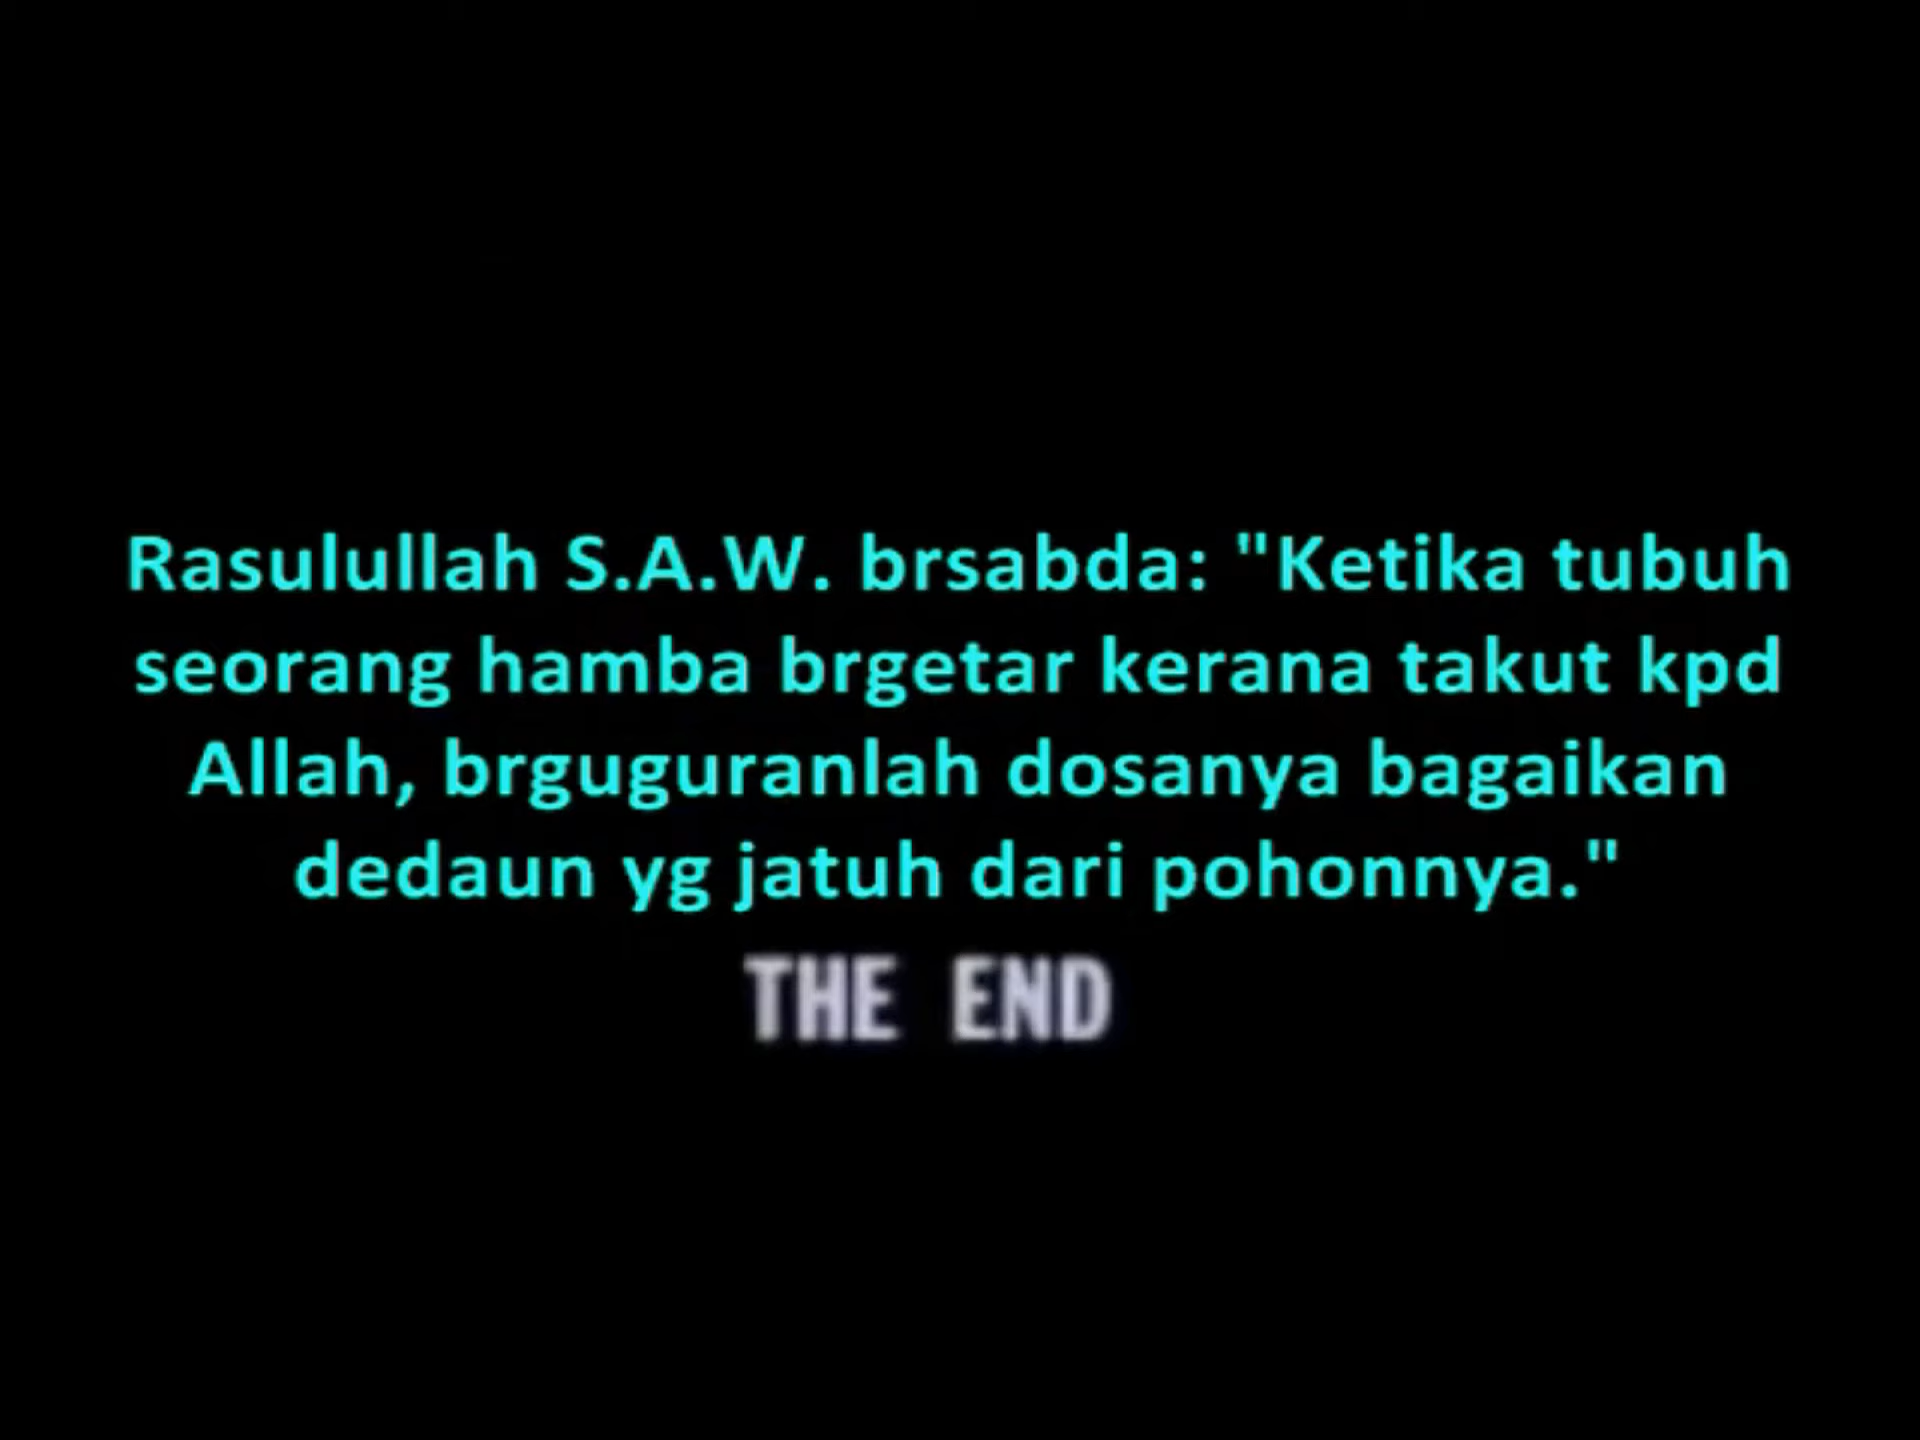 Rasulullah S.A.W. brsabda: "Ketika tubuh
seorang hamba brgetar kerana takut kpd
Allah, brguguranlah dosanya bagaikan
dedaun yg jatuh dari pohonnya."
THE END